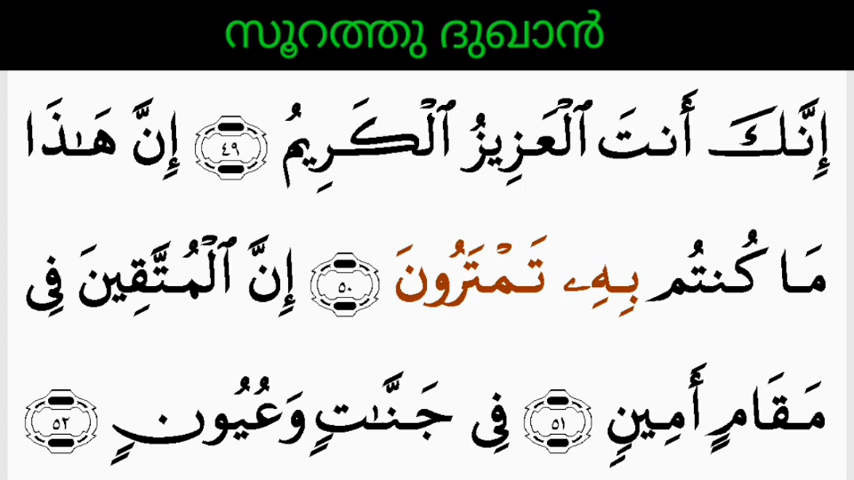 സൂറത്തു ദുഖാൻ
إِنَّكَ أَنتَ ٱلْعَزِيزُ ٱلْكَرِيمُ ٤٩ إِنَّ هَـٰذَا
مَا كُنتُم بِهِۦ تَمْتَرُونَ ٥٠ إِنَّ ٱلْمُتَّقِينَ فِى
مَقَامٍ أَمِينٍ ٥١ فِى جَنَّـٰتٍ وَعُيُونٍ ٥٢